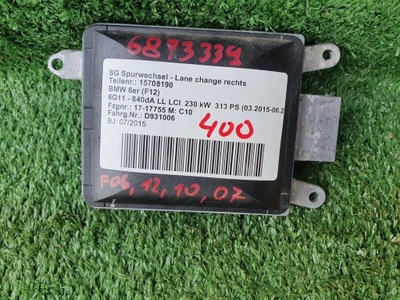 6873339
SG Spurwechsel - Lane change rechts
Teilenr.: 15708190
BMW 6er (F12)
6G11 - 640dA LL LCI 230 kW 313 PS (03.2015-06.2
Fzgnr.: 17-17755 M: C10
Fahrg.Nr.: D931006
BJ: 07/2015
400
F06, 12, 10, 07